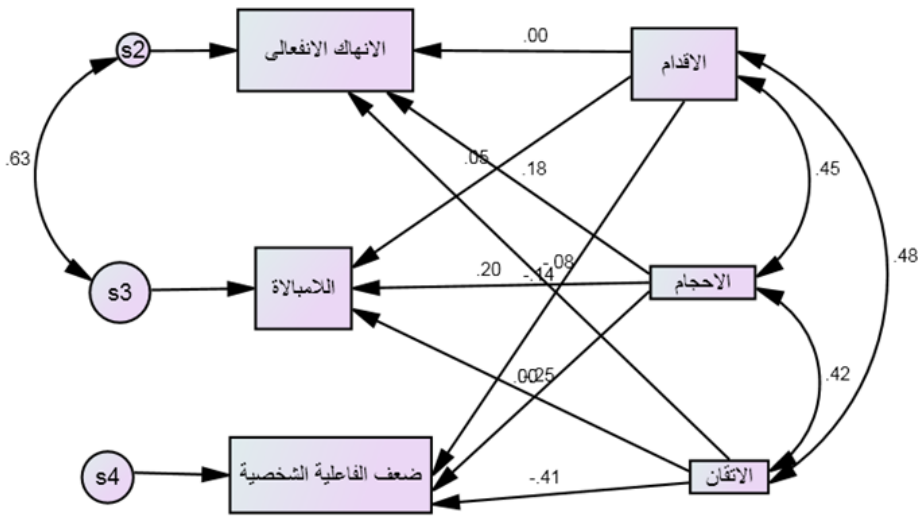 s2
الانهاك الانفعالى
.00
الاقدام
.63
.05
.18
.45
.48
s3
اللامبالاة
.20
-.14
-.08
الاحجام
.00
-.25
.42
s4
ضعف الفاعلية الشخصية
-.41
الاتقان